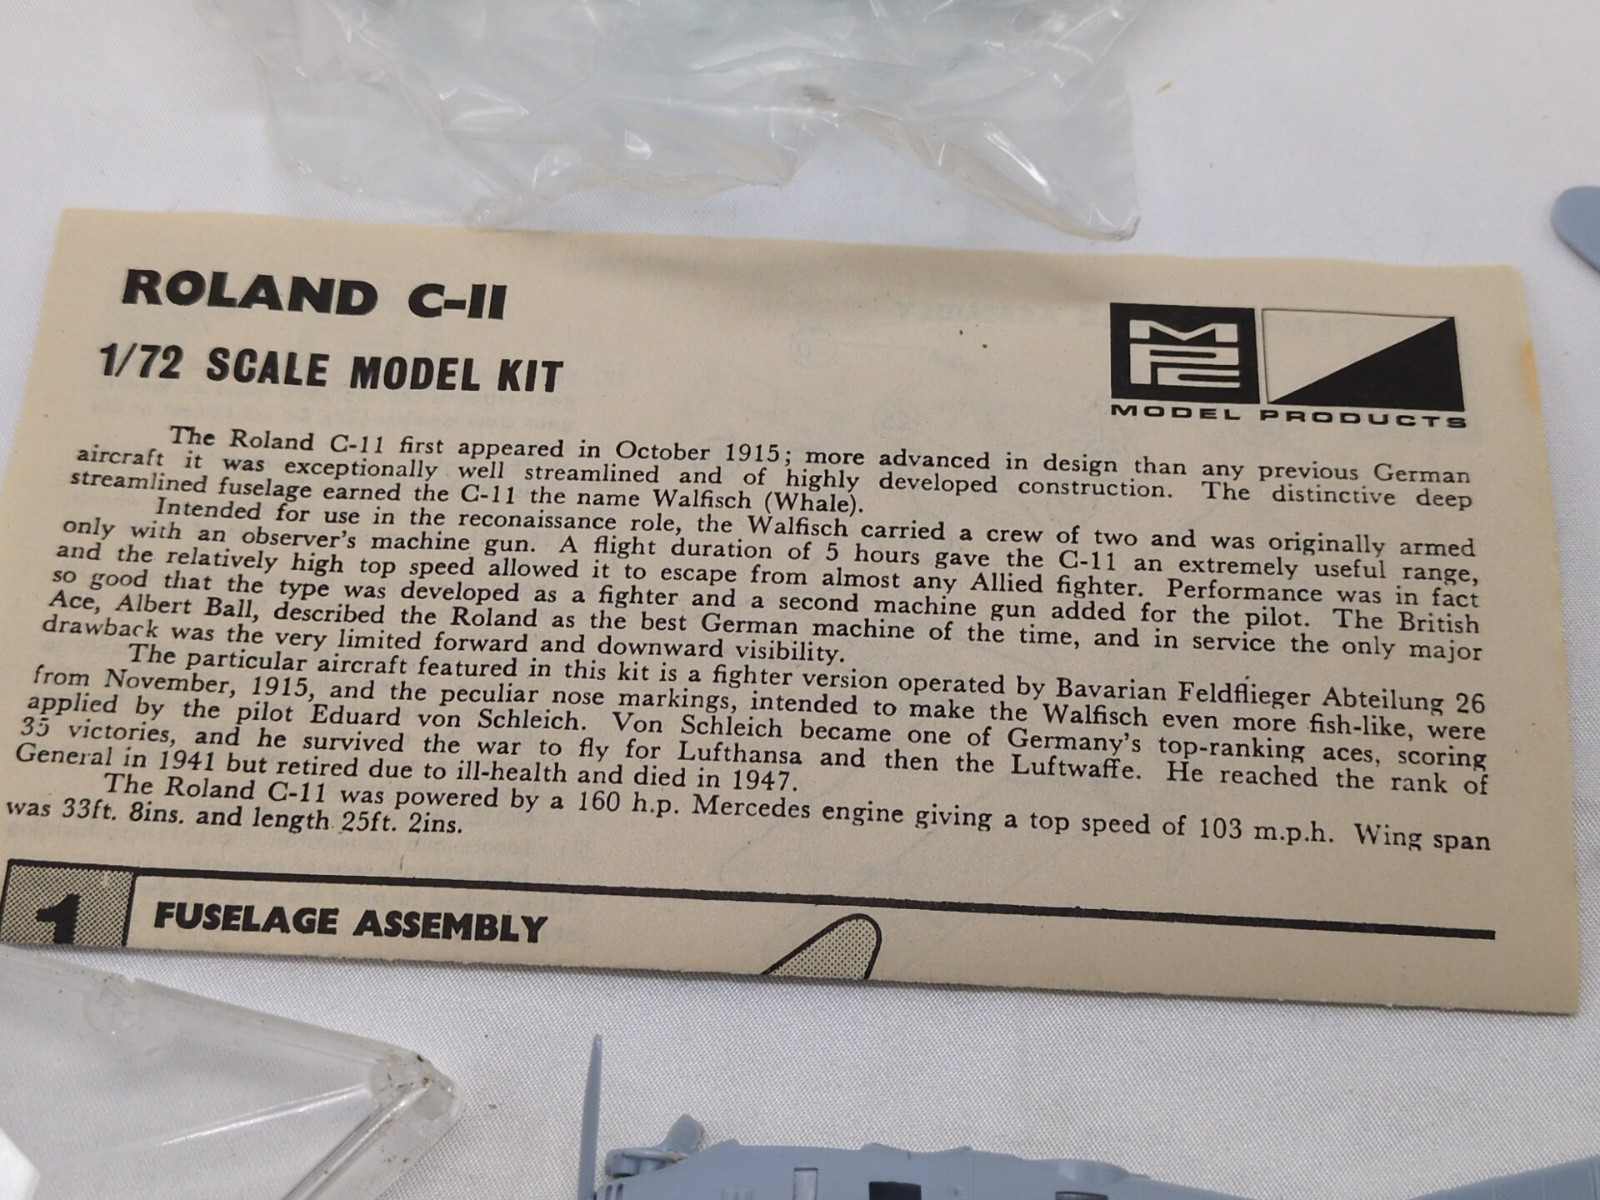 ROLAND C-II
1/72 SCALE MODEL KIT
MPC
MODEL PRODUCTS
The Roland C-11 first appeared in October 1915; more advanced in design than any previous German
aircraft it was exceptionally well streamlined and of highly developed construction. The distinctive deep
streamlined fuselage earned the C-11 the name Walfisch (Whale).
Intended for use in the reconaissance role, the Walfisch carried a crew of two and was originally armed
only with an observer's machine gun. A flight duration of 5 hours gave the C-11 an extremely useful range,
and the relatively high top speed allowed it to escape from almost any Allied fighter. Performance was in fact
so good that the type was developed as a fighter and a second machine gun added for the pilot. The British
Ace, Albert Ball, described the Roland as the best German machine of the time, and in service the only major
drawback was the very limited forward and downward visibility.
The particular aircraft featured in this kit is a fighter version operated by Bavarian Feldflieger Abteilung 26
from November, 1915, and the peculiar nose markings, intended to make the Walfisch even more fish-like, were
applied by the pilot Eduard von Schleich. Von Schleich became one of Germany's top-ranking aces, scoring
35 victories, and he survived the war to fly for Lufthansa and then the Luftwaffe. He reached the rank of
General in 1941 but retired due to ill-health and died in 1947.
The Roland C-11 was powered by a 160 h.p. Mercedes engine giving a top speed of 103 m.p.h. Wing span
was 33ft. 8ins. and length 25ft. 2ins.
1 FUSELAGE ASSEMBLY